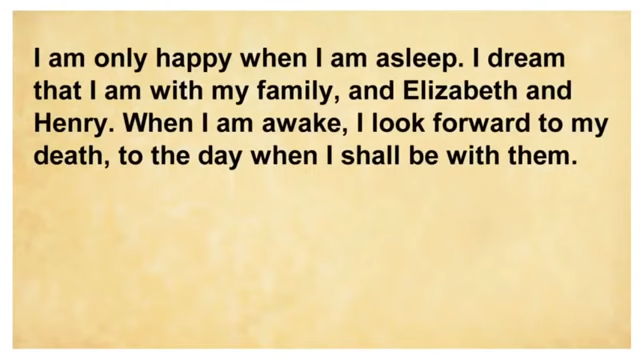 I am only happy when I am asleep. I dream
that I am with my family, and Elizabeth and
Henry. When I am awake, I look forward to my
death, to the day when I shall be with them.